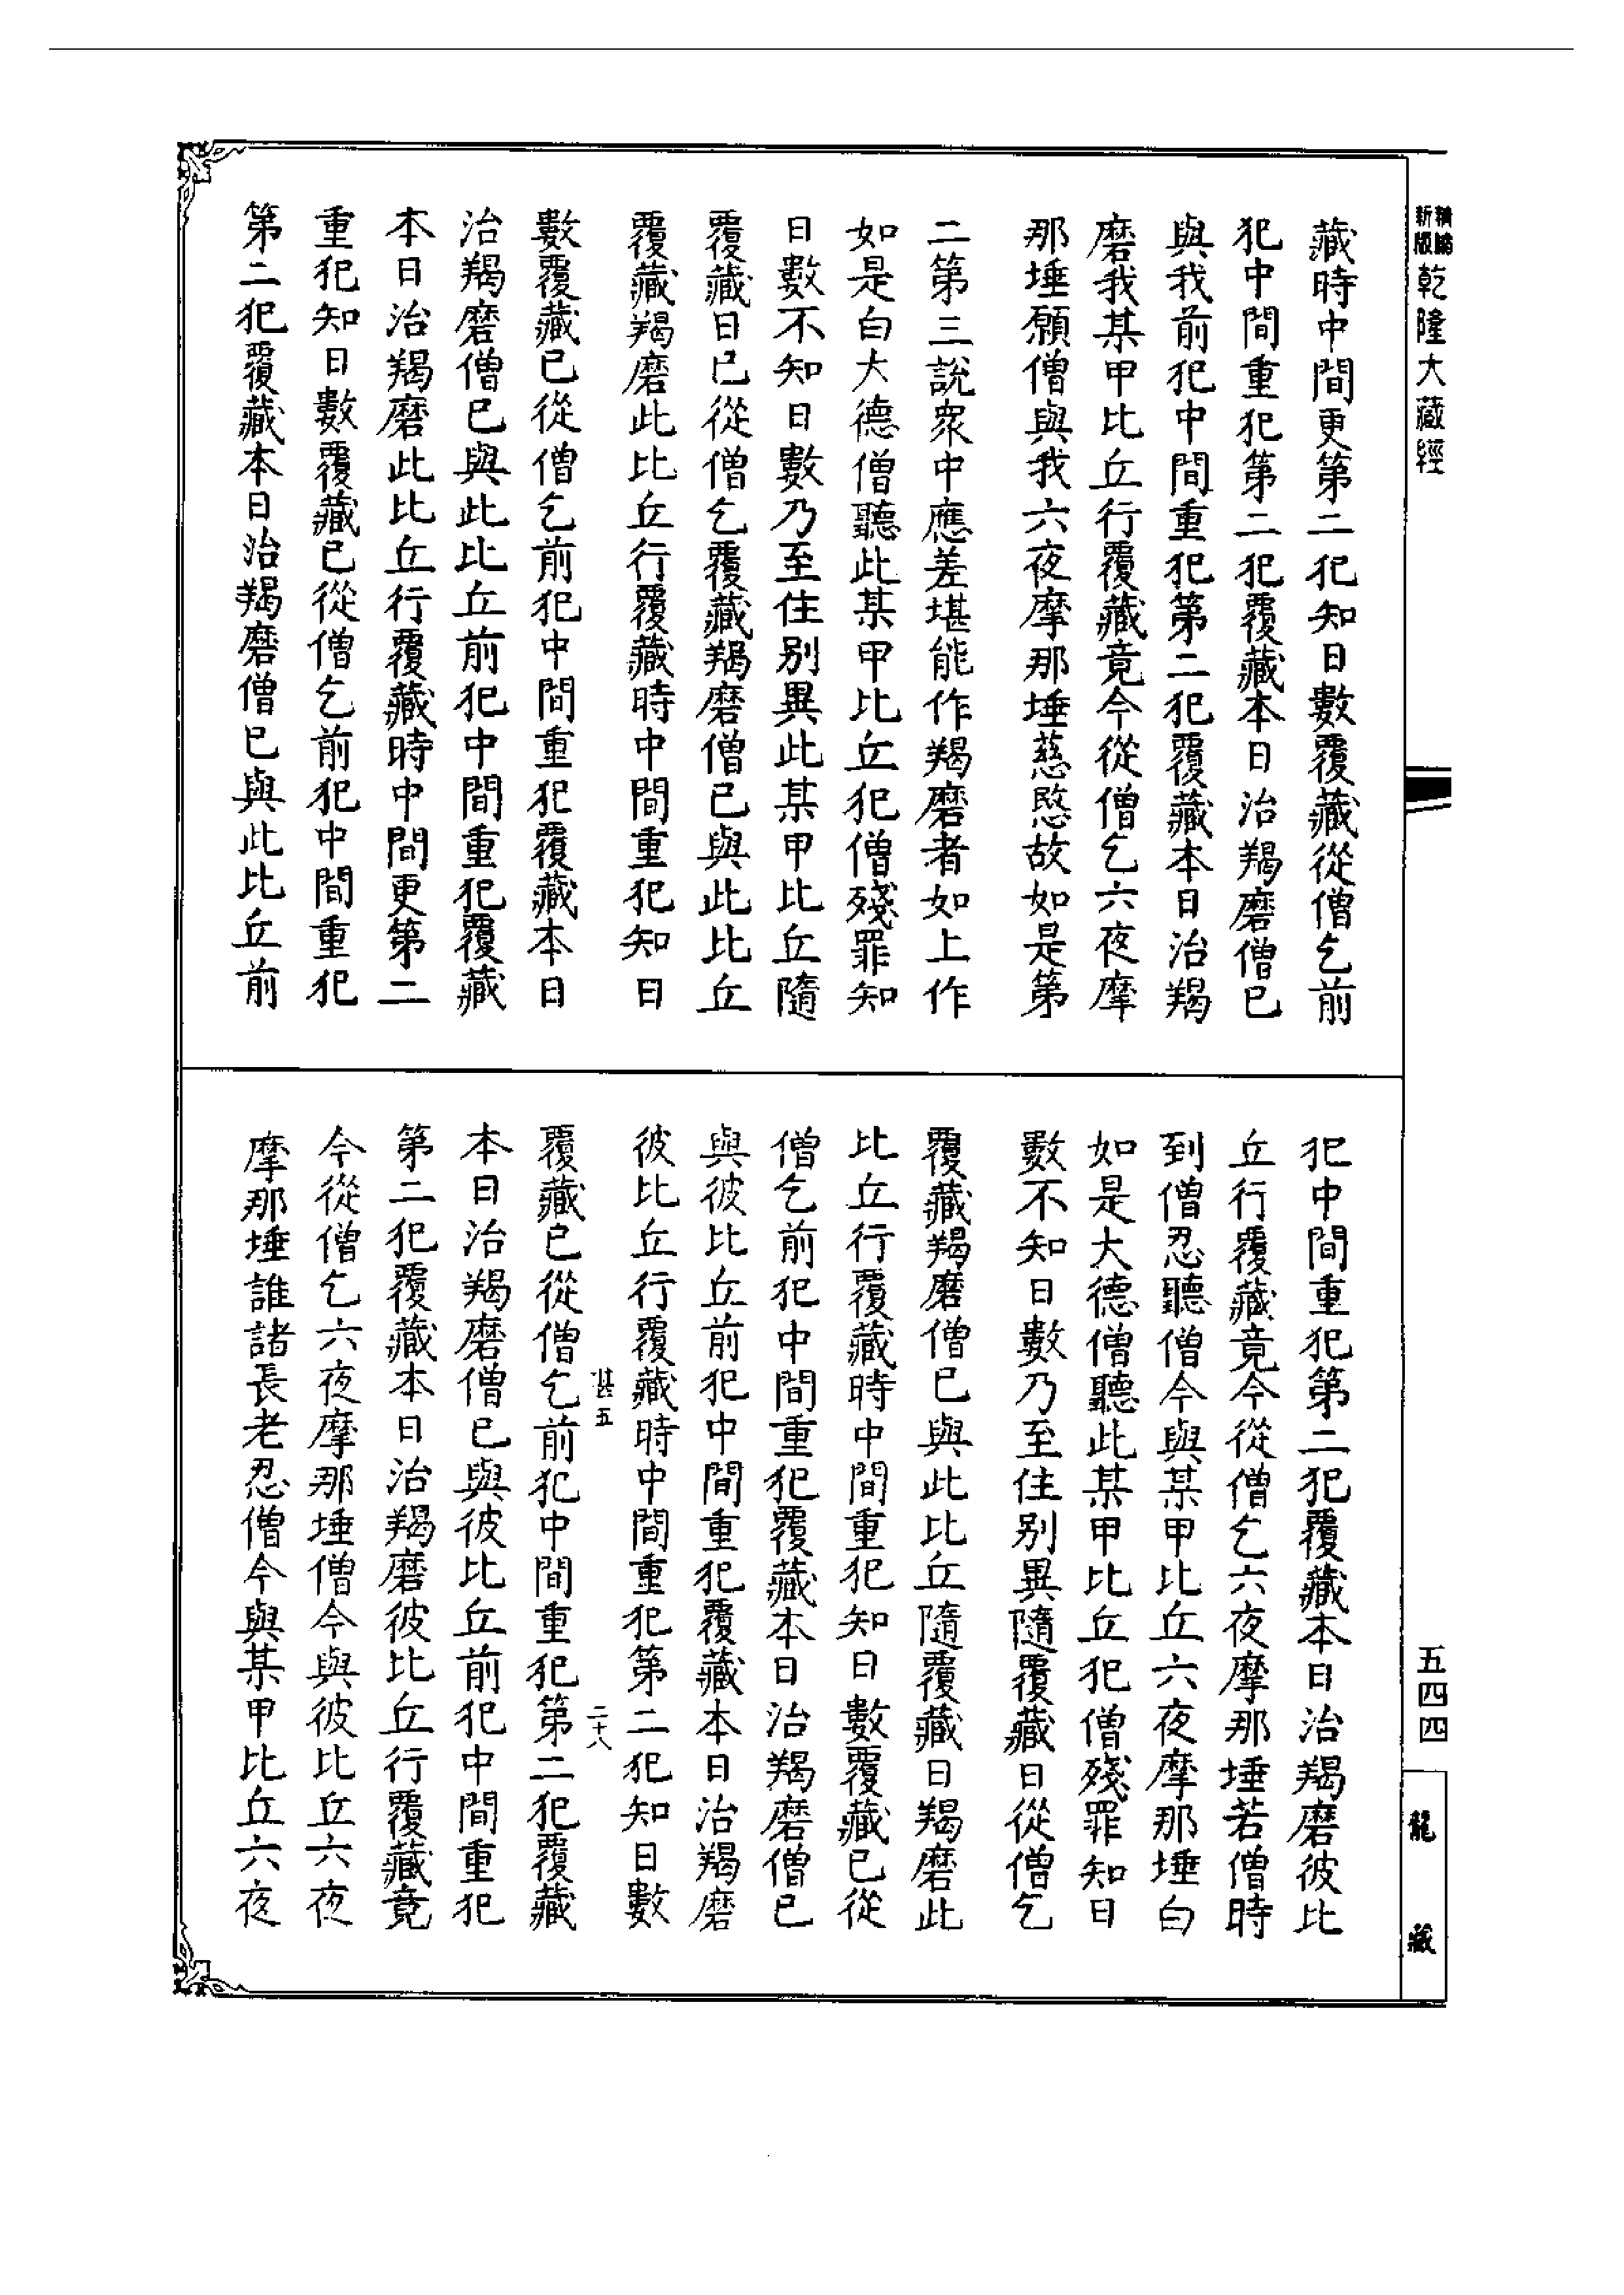 精編
新版
乾隆大藏經
藏時中間更第二犯知日數覆藏從僧乞前
犯中間重犯第二犯覆藏本日治羯磨僧已
與我前犯中間重犯第二犯覆藏本日治羯
磨我某甲比丘行覆藏竟今從僧乞六夜摩
那埵願僧與我六夜摩那埵慈愍故如是第
二第三說衆中應差堪能作羯磨者如上作
如是白大德僧聽此某甲比丘犯僧殘罪知
日數不知日數乃至住別異此某甲比丘隨
覆藏日已從僧乞覆藏羯磨僧已與此比丘
覆藏羯磨此比丘行覆藏時中間重犯知日
數覆藏已從僧乞前犯中間重犯覆藏本日
治羯磨僧已與此比丘前犯中間重犯覆藏
本日治羯磨此比丘行覆藏時中間更第二
重犯知日數覆藏已從僧乞前犯中間重犯
第二犯覆藏本日治羯磨僧已與此比丘前
犯中間重犯第二犯覆藏本日治羯磨彼比
丘行覆藏竟今從僧乞六夜摩那埵若僧時
到僧忍聽僧今與某甲比丘六夜摩那埵白
如是大德僧聽此某甲比丘犯僧殘罪知日
數不知日數乃至住別異隨覆藏日從僧乞
覆藏羯磨僧已與此比丘隨覆藏日羯磨此
比丘行覆藏時中間重犯知日數覆藏已從
僧乞前犯中間重犯覆藏本日治羯磨僧已
與彼比丘前犯中間重犯覆藏本日治羯磨
彼比丘行覆藏時中間重犯第二犯知日數
堪五
二十八
覆藏已從僧乞前犯中間重犯第二犯覆藏
本日治羯磨僧已與彼比丘前犯中間重犯
第二犯覆藏本日治羯磨彼比丘行覆藏竟
今從僧乞六夜摩那埵僧今與彼比丘六夜
摩那埵誰諸長老忍僧今與某甲比丘六夜
五四四
龍藏